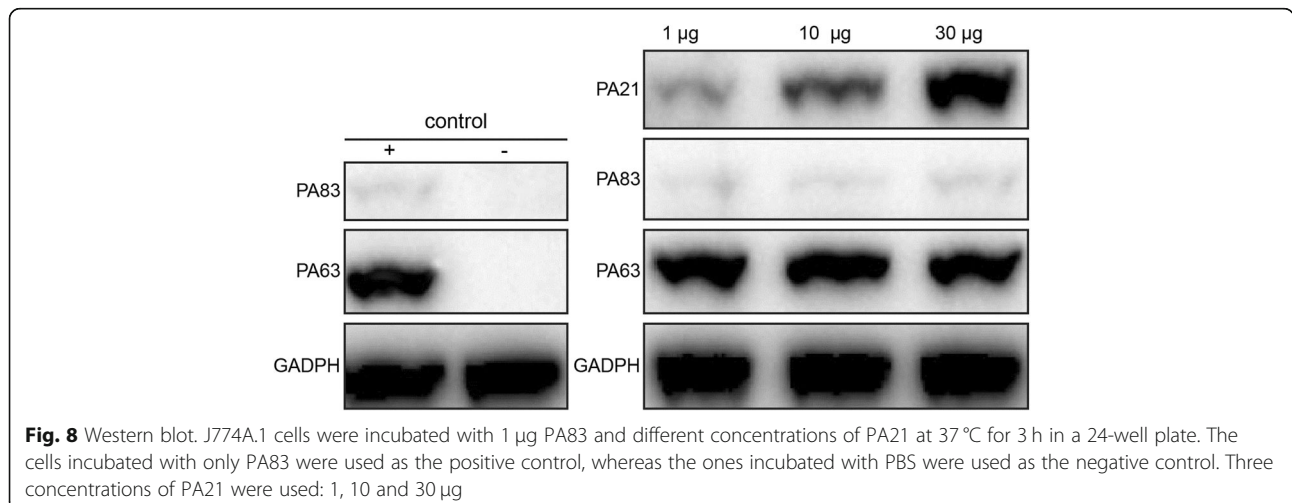 1 µg 10 µg 30 µg
PA21
control
+ -
PA83
PA83
PA63
PA63
GADPH
GADPH
Fig. 8 Western blot. J774A.1 cells were incubated with 1 µg PA83 and different concentrations of PA21 at 37 °C for 3 h in a 24-well plate. The
cells incubated with only PA83 were used as the positive control, whereas the ones incubated with PBS were used as the negative control. Three
concentrations of PA21 were used: 1, 10 and 30 µg